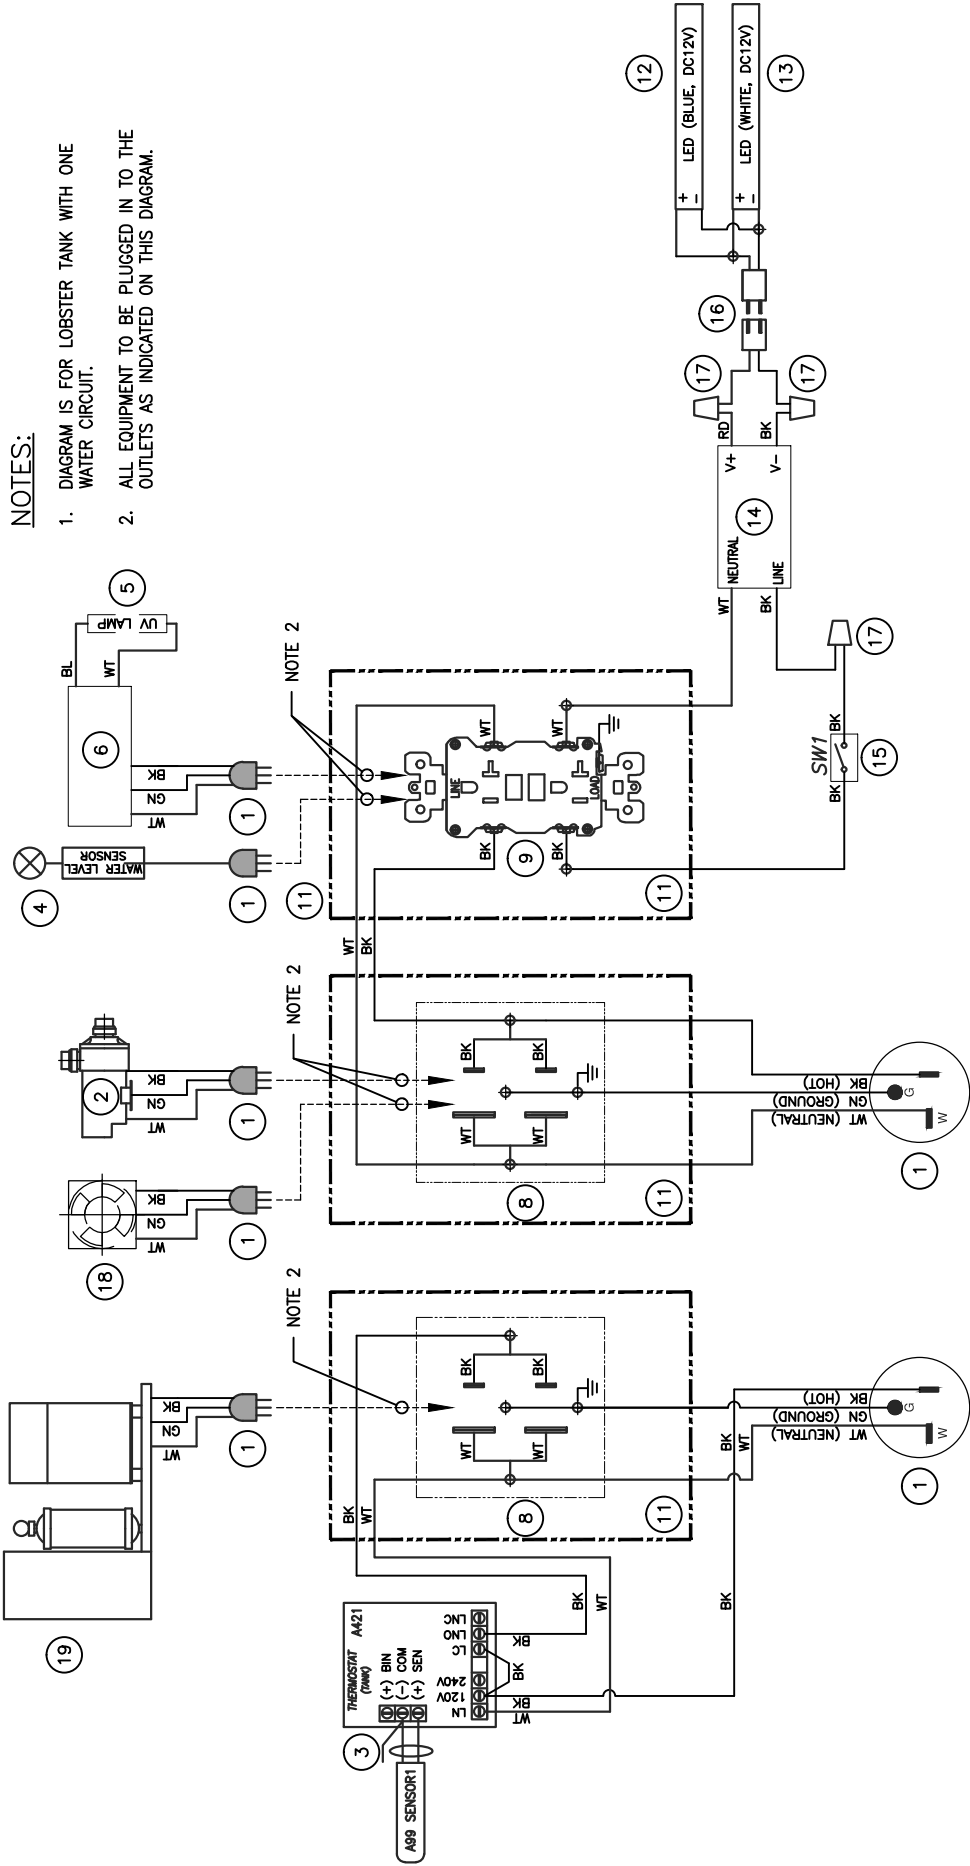 NOTES:
1. DIAGRAM IS FOR LOBSTER TANK WITH ONE
WATER CIRCUIT.
2. ALL EQUIPMENT TO BE PLUGGED IN TO THE
OUTLETS AS INDICATED ON THIS DIAGRAM.
19
WT
GN
BK
1
18
WT
GN
BK
1
2
WT
GN
BK
1
4
WATER LEVEL
SENSOR
1
11
6
BL
WT
UV LAMP
5
WT
GN
BK
1
NOTE 2
NOTE 2
NOTE 2
THERMOSTAT A421
(TANK)
(+) BIN
(-) COM
(+) SEN
LN
120V
240V
LC
LNO
LNC
3
A99 SENSOR1
WT
BK
BK
BK
BK
WT
BK
BK
WT
BK
WT
BK
BK
WT
WT
8
11
WT (NEUTRAL)
GN (GROUND)
BK (HOT)
W
G
1
BK
BK
WT
WT
8
11
WT (NEUTRAL)
GN (GROUND)
BK (HOT)
W
G
1
WT
BK
LINE
LOAD
BK
WT
BK
WT
9
11
SW1
BK
BK
15
17
WT
BK
NEUTRAL
LINE
14
V+
V-
RD
BK
17
17
16
+
-
LED (BLUE, DC12V)
12
+
-
LED (WHITE, DC12V)
13